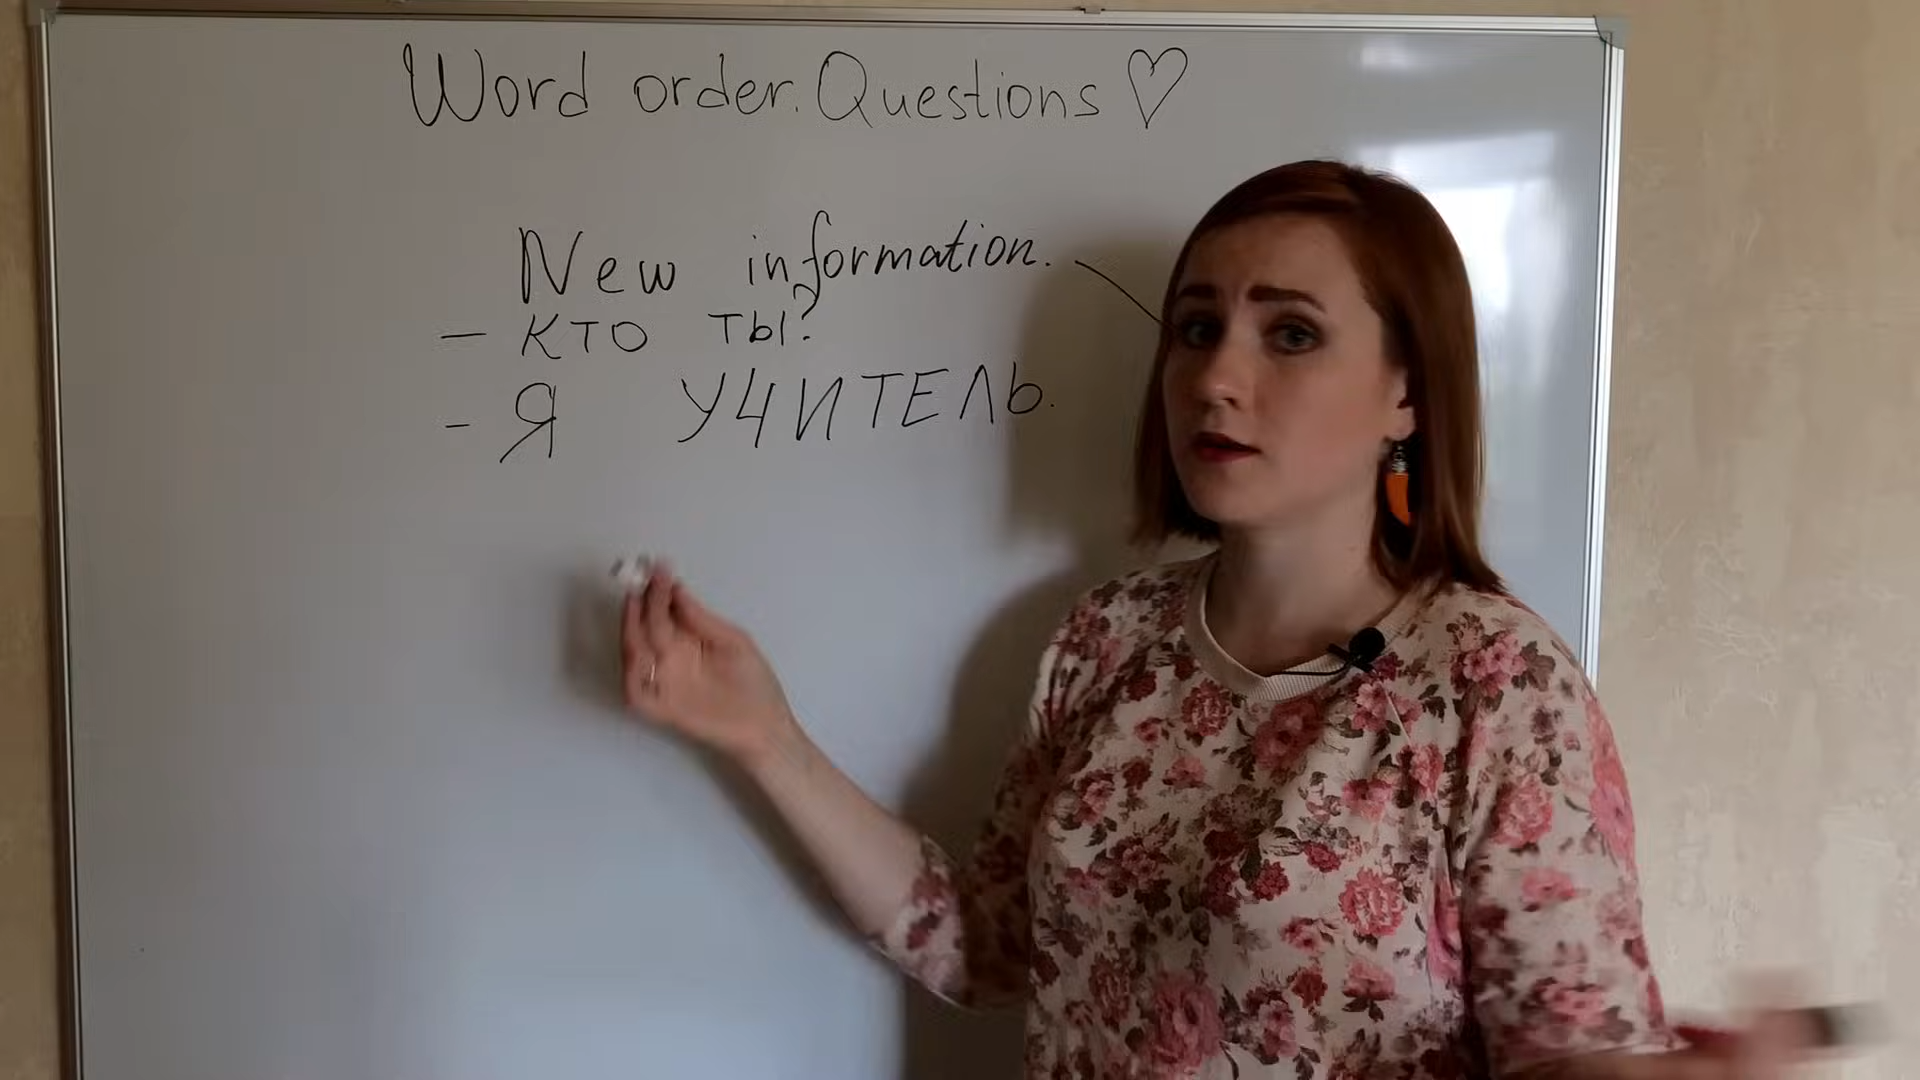 Word order. Questions ♡
New information.
– КТО ТЫ?
- Я УЧИТЕЛЬ.